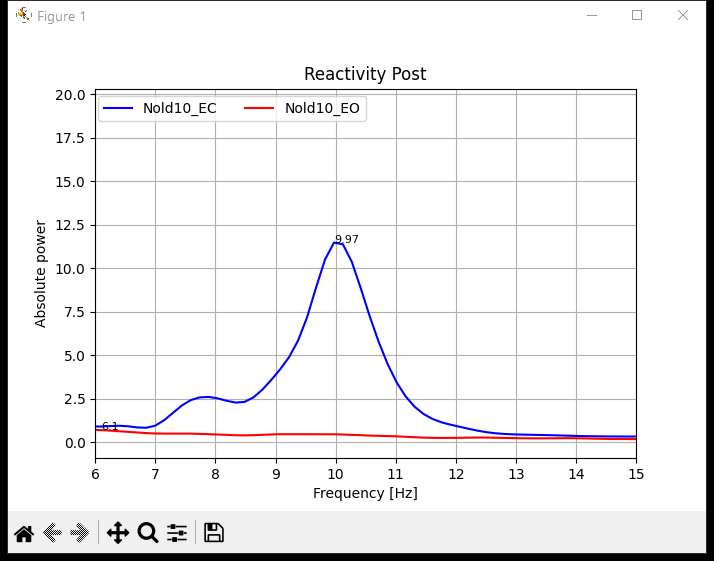 Figure 1
Reactivity Post
Nold10_EC
Nold10_EO
20.0
17.5
15.0
12.5
10.0
7.5
5.0
2.5
0.0
Absolute power
9.97
6.1
6 7 8 9 10 11 12 13 14 15
Frequency [Hz]